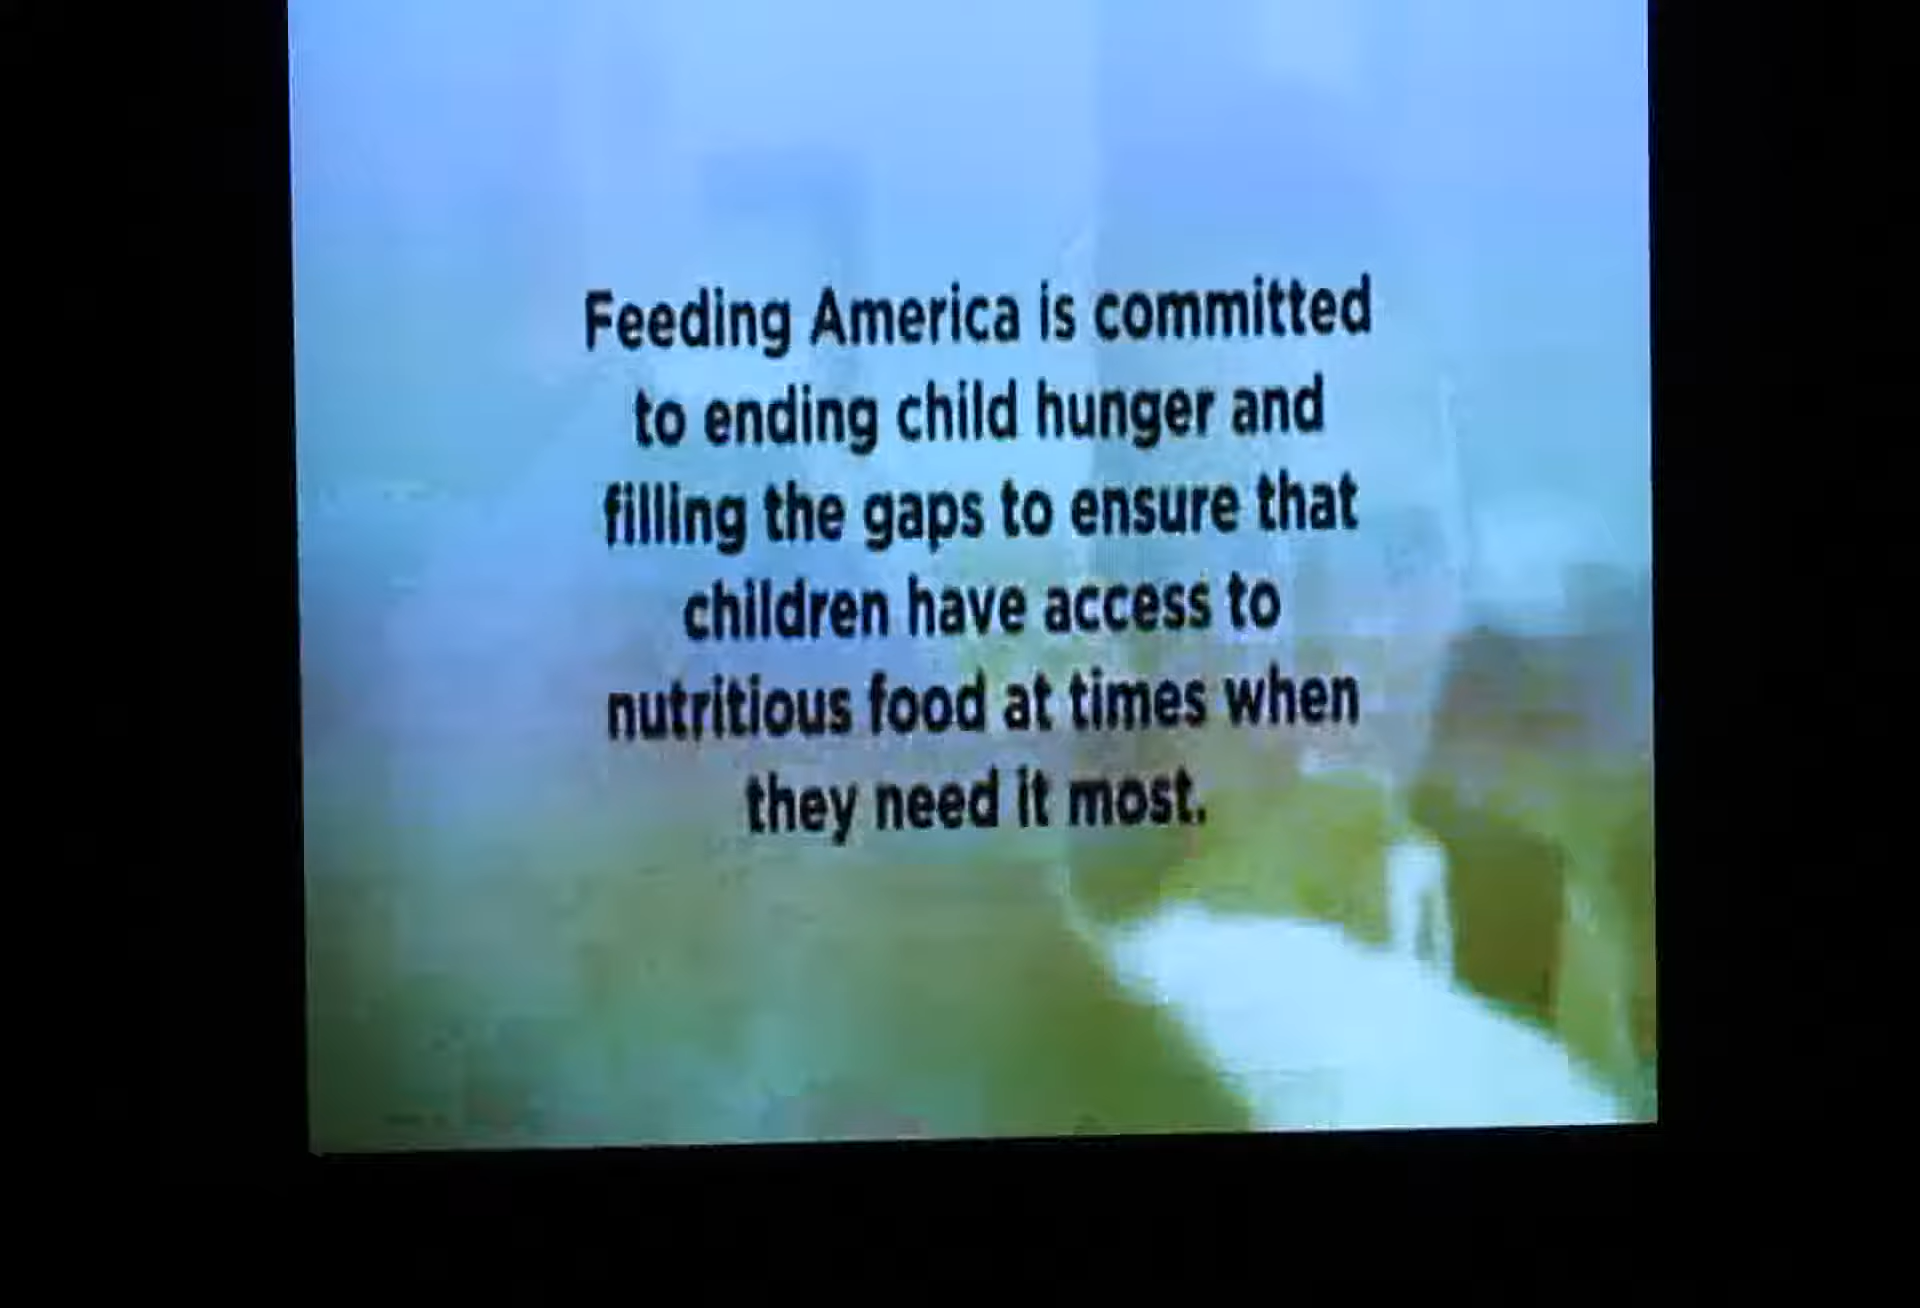 Feeding America is committed
to ending child hunger and
filling the gaps to ensure that
children have access to
nutritious food at times when
they need it most.